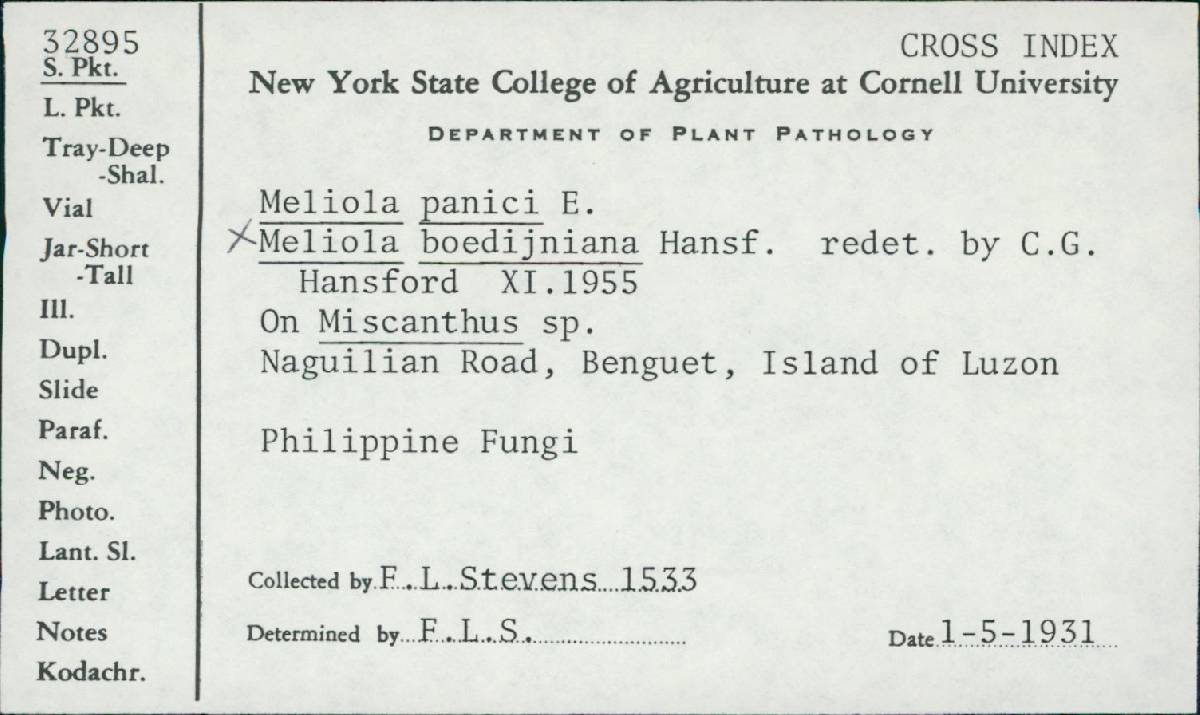 32895
S. Pkt.
L. Pkt.
Tray-Deep
-Shal.
Vial
Jar-Short
-Tall
Ill.
Dupl.
Slide
Paraf.
Neg.
Photo.
Lant. Sl.
Letter
Notes
Kodachr.
CROSS INDEX
New York State College of Agriculture at Cornell University
DEPARTMENT OF PLANT PATHOLOGY
Meliola panici E.
XMeliola boedijniana Hansf. redet. by C.G.
Hansford XI.1955
On Miscanthus sp.
Naguilian Road, Benguet, Island of Luzon
Philippine Fungi
Collected by F.L.Stevens 1533
Determined by F.L.S.
Date 1-5-1931